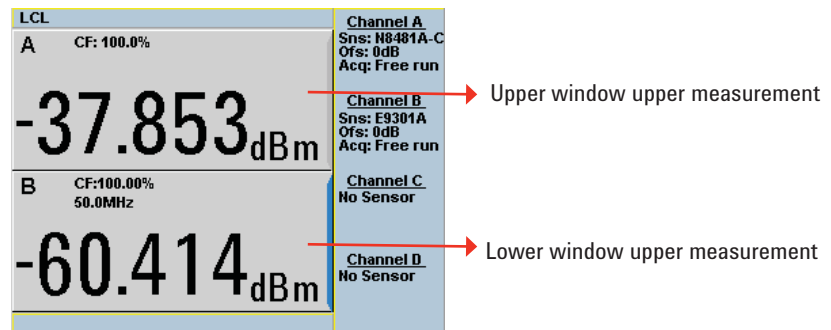 LCL
A CF: 100.0%
-37.853dBm
B CF:100.00%
50.0MHz
-60.414dBm
Channel A
Sns: N8481A-C
Ofs: 0dB
Acq: Free run
Channel B
Sns: E9301A
Ofs: 0dB
Acq: Free run
Channel C
No Sensor
Channel D
No Sensor
Upper window upper measurement
Lower window upper measurement